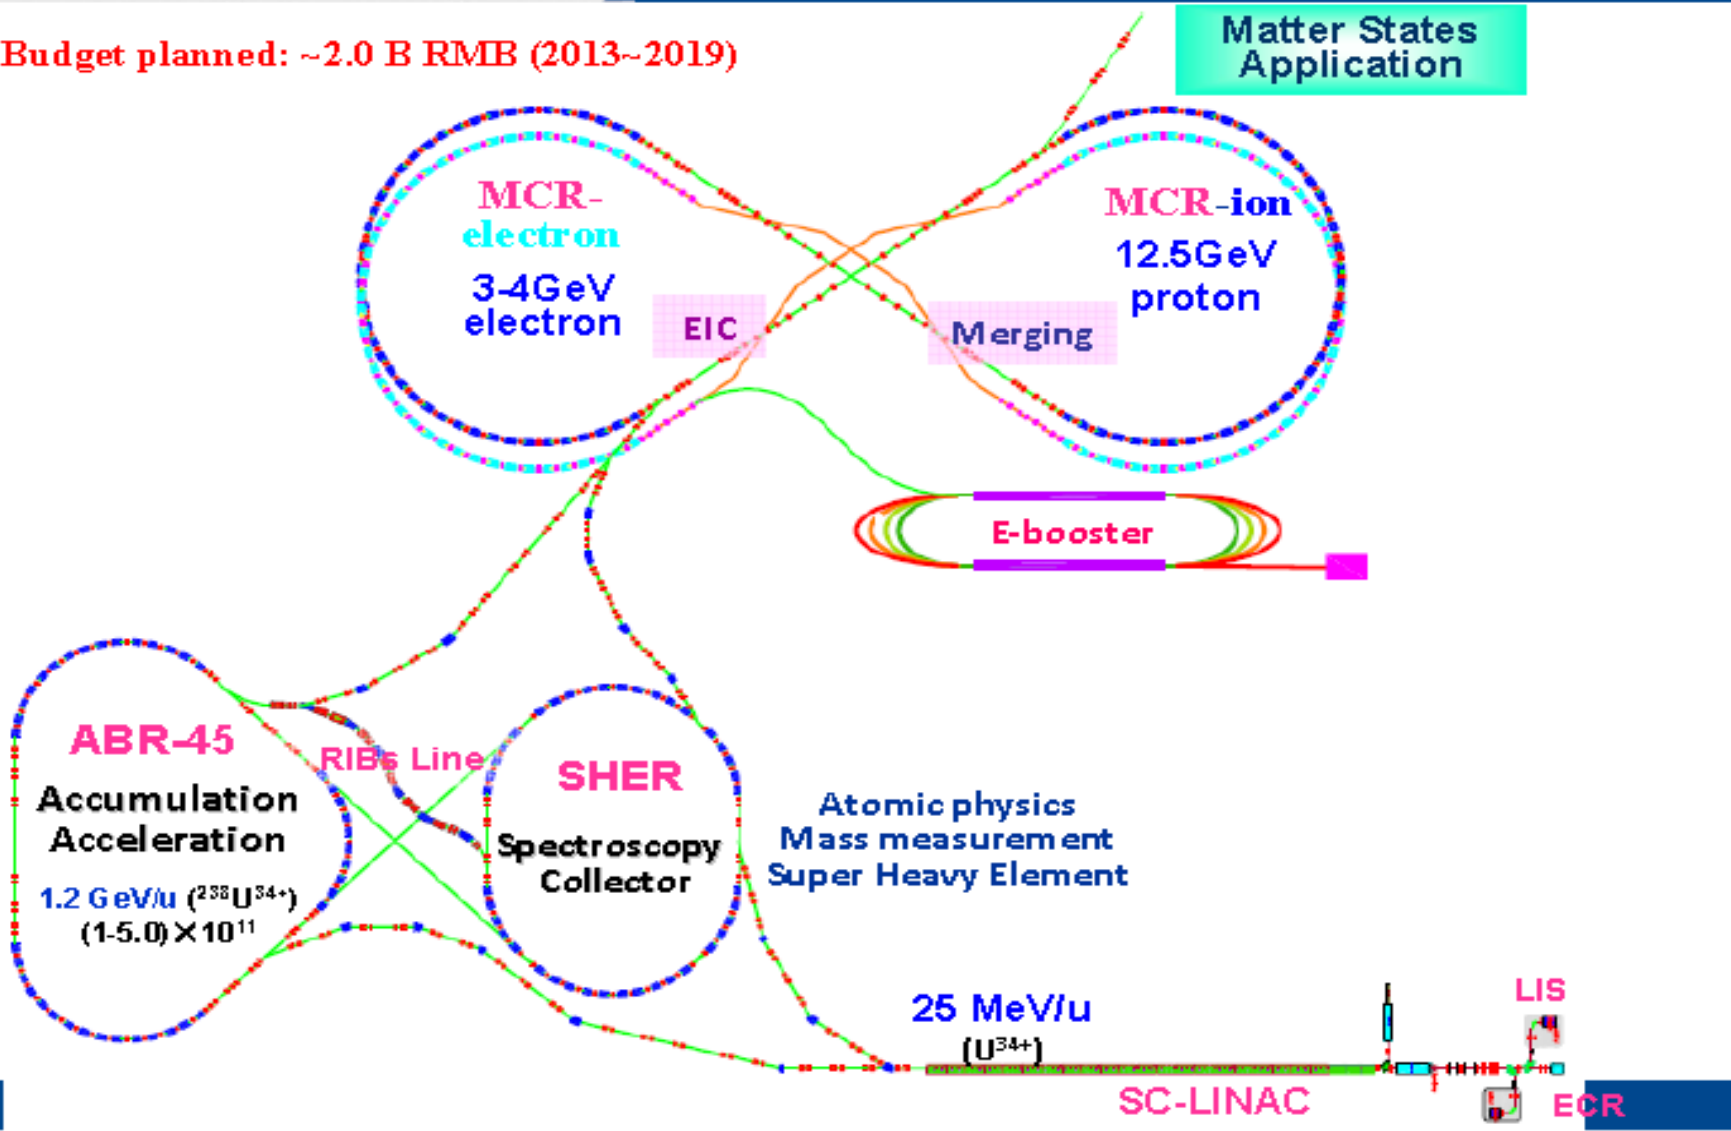 Budget planned: ~2.0 B RMB (2013~2019)
Matter States
Application
MCR-
electron
3-4GeV
electron
EIC
Merging
MCR-ion
12.5GeV
proton
E-booster
ABR-45
Accumulation
Acceleration
1.2 GeV/u (²³⁸U³⁴⁺)
(1-5.0)×10¹¹
RIBs Line
SHER
Spectroscopy
Collector
Atomic physics
Mass measurement
Super Heavy Element
25 MeV/u
(U³⁴⁺)
SC-LINAC
LIS
ECR